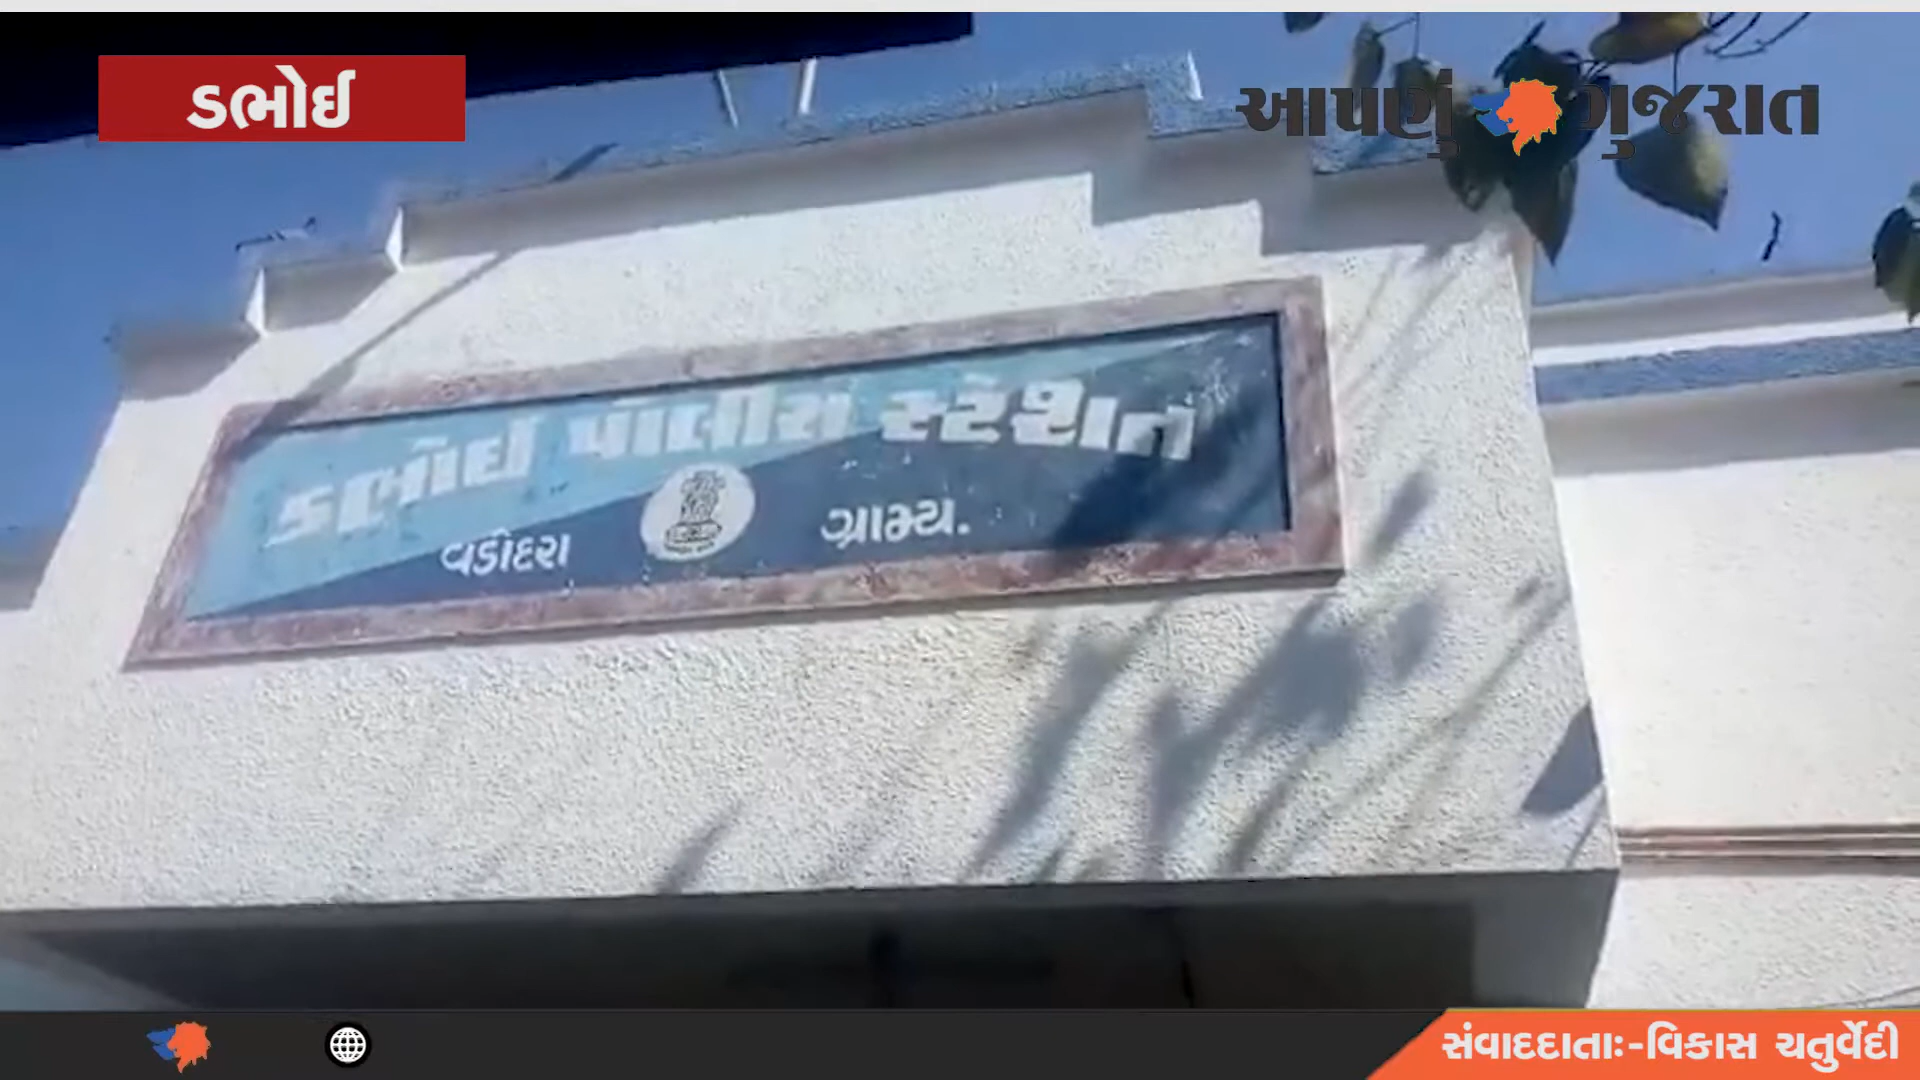 ડભોઈ
આપણું ગુજરાત
ડભોઈ પોલીસ સ્ટેશન
વડોદરા ગ્રામ્ય.
સંવાદદાતાઃ-વિકાસ ચતુર્વેદી